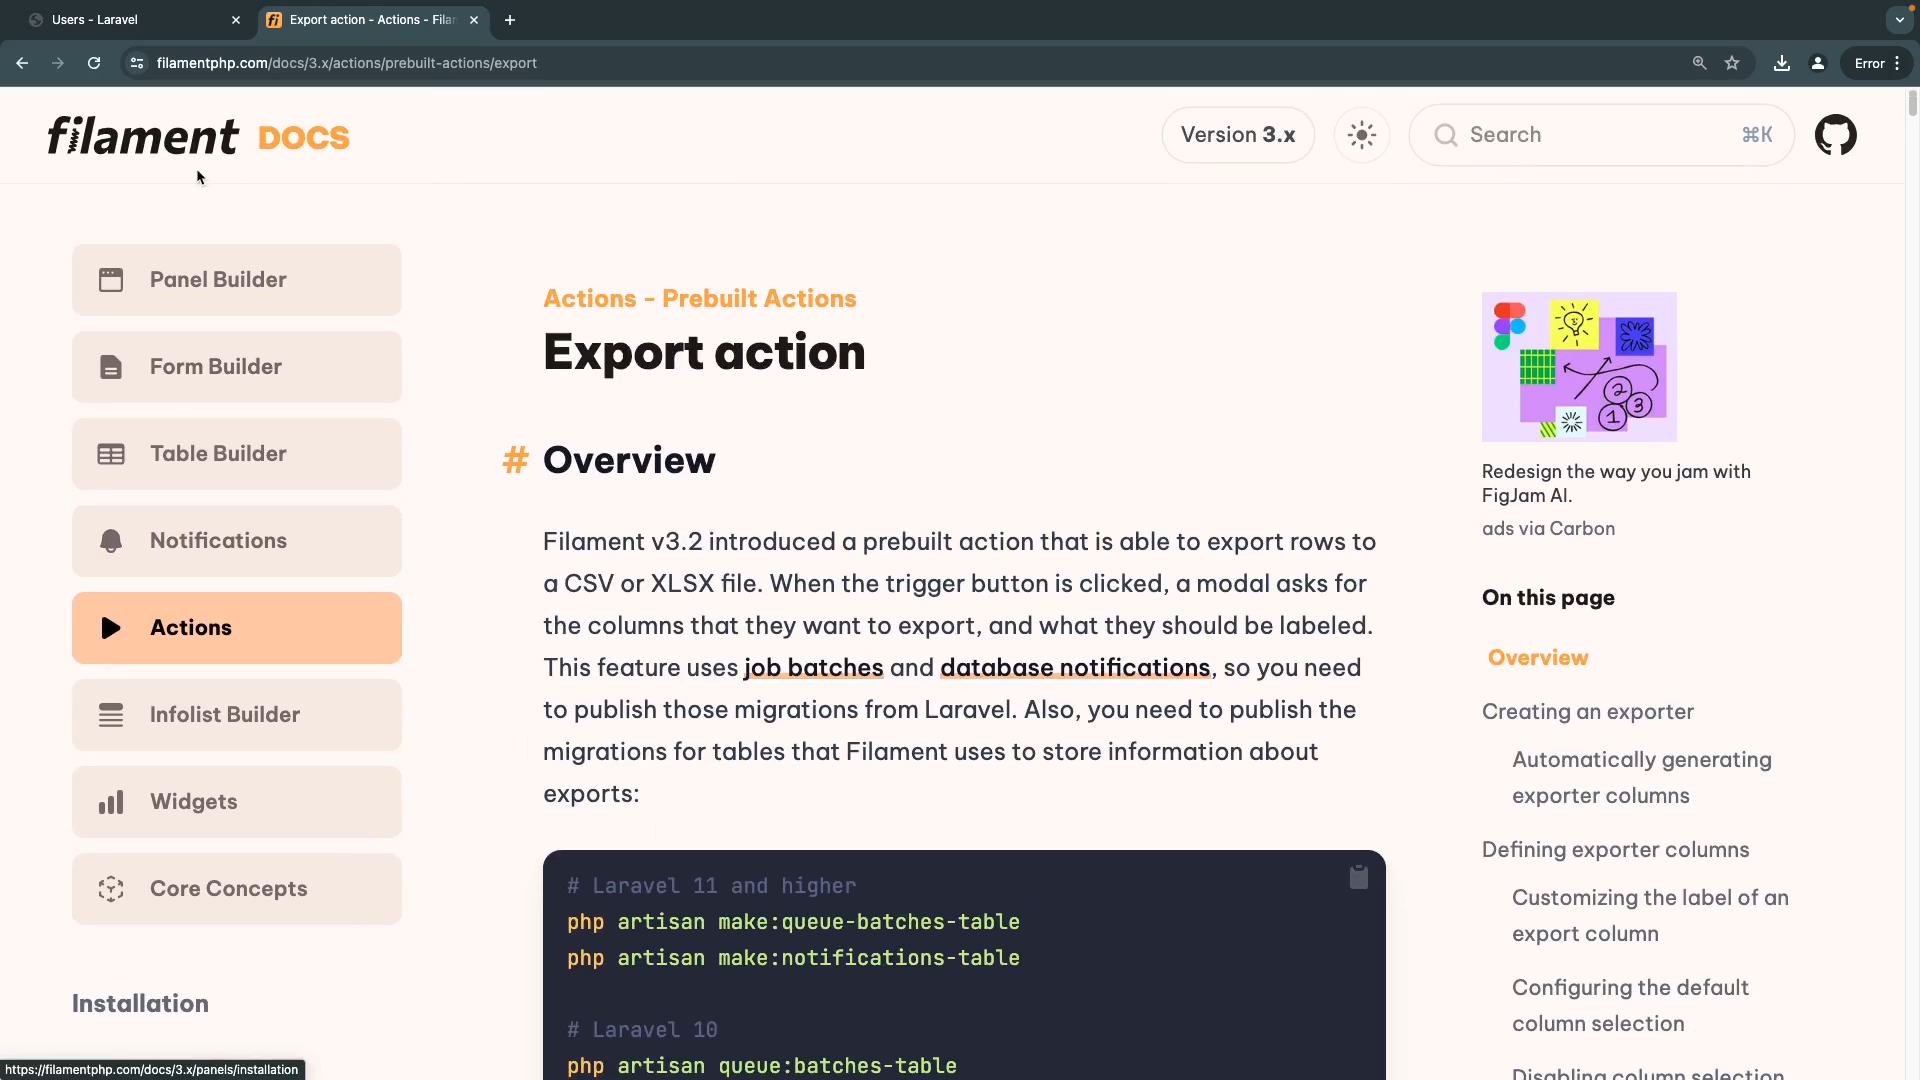 Users - Laravel
Export action - Actions - Filam
filamentphp.com/docs/3.x/actions/prebuilt-actions/export
Error
filament DOCS
Version 3.x
Search
⌘K
Panel Builder
Form Builder
Table Builder
Notifications
Actions
Infolist Builder
Widgets
Core Concepts
Installation
https://filamentphp.com/docs/3.x/panels/installation
Actions - Prebuilt Actions
Export action
# Overview
Filament v3.2 introduced a prebuilt action that is able to export rows to
a CSV or XLSX file. When the trigger button is clicked, a modal asks for
the columns that they want to export, and what they should be labeled.
This feature uses job batches and database notifications, so you need
to publish those migrations from Laravel. Also, you need to publish the
migrations for tables that Filament uses to store information about
exports:
# Laravel 11 and higher
php artisan make:queue-batches-table
php artisan make:notifications-table
# Laravel 10
php artisan queue:batches-table
2
3
1
Redesign the way you jam with
FigJam AI.
ads via Carbon
On this page
Overview
Creating an exporter
Automatically generating
exporter columns
Defining exporter columns
Customizing the label of an
export column
Configuring the default
column selection
Disabling column selection